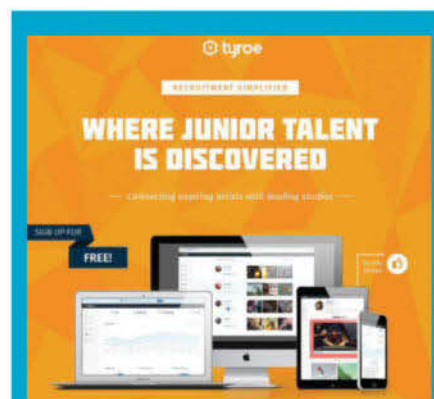 tyroe
RECRUITMENT SIMPLIFIED
WHERE JUNIOR TALENT
IS DISCOVERED
Connecting aspiring artists with leading studios
SIGN UP FOR
FREE!